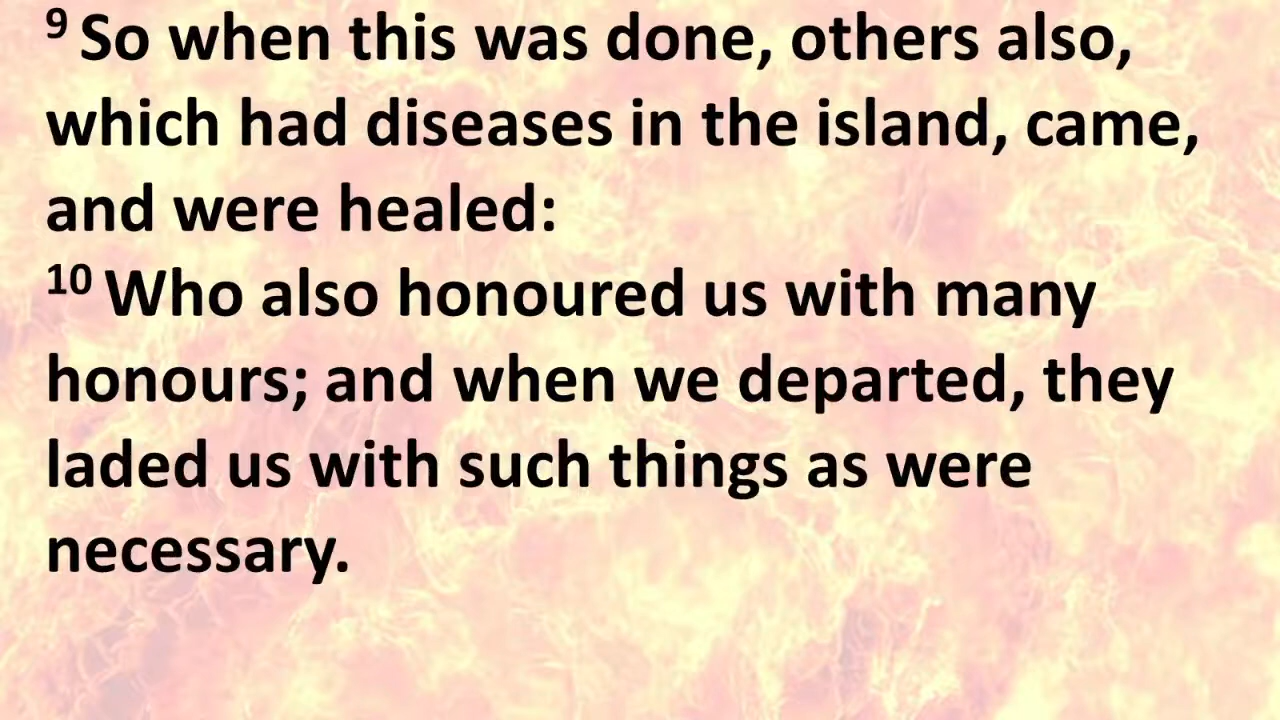 9 So when this was done, others also,
which had diseases in the island, came,
and were healed:
10 Who also honoured us with many
honours; and when we departed, they
laded us with such things as were
necessary.